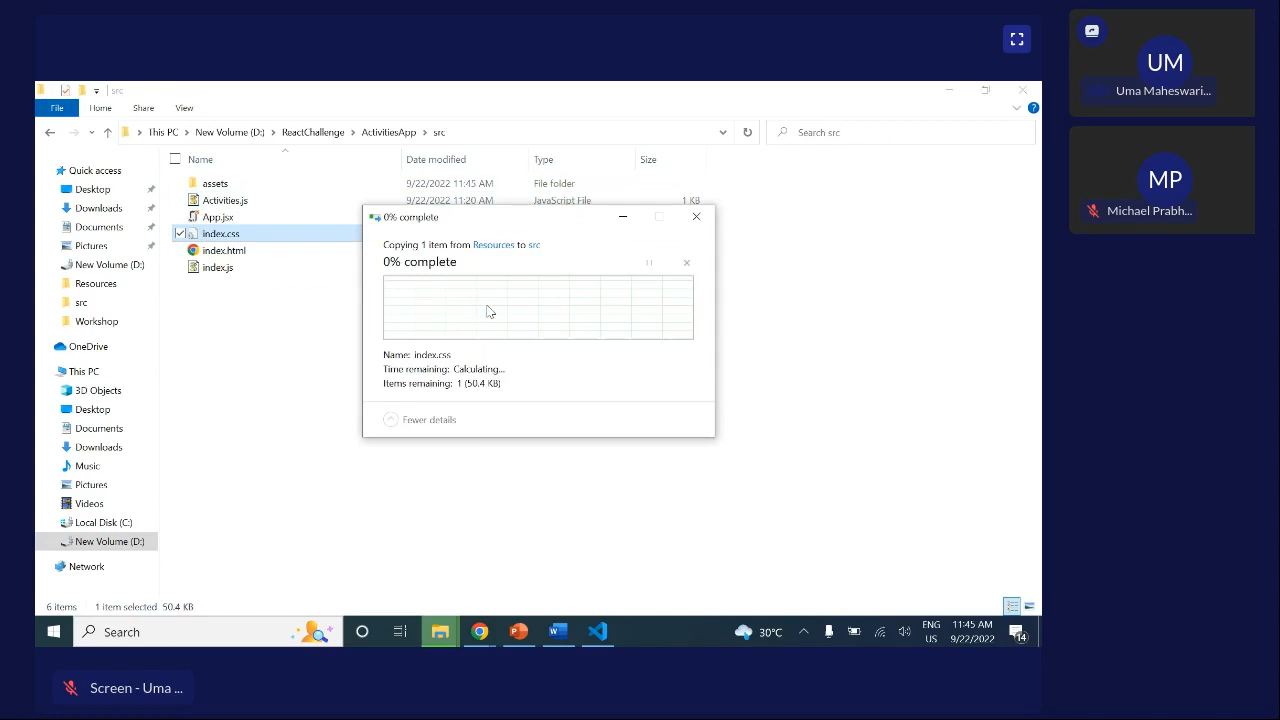 UM
Uma Maheswari...
MP
Michael Prabh...
src
File
Home
Share
View
This PC
New Volume (D:)
ReactChallenge
ActivitiesApp
src
Search src
Name
Date modified
Type
Size
Quick access
Desktop
Downloads
Documents
Pictures
New Volume (D:)
Resources
src
Workshop
OneDrive
This PC
3D Objects
Desktop
Documents
Downloads
Music
Pictures
Videos
Local Disk (C:)
New Volume (D:)
Network
assets 9/22/2022 11:45 AM File folder
Activities.js 9/22/2022 11:20 AM JavaScript File 1 KB
App.jsx
index.css
index.html
index.js
0% complete
Copying 1 item from Resources to src
0% complete
Name: index.css
Time remaining: Calculating...
Items remaining: 1 (50.4 KB)
Fewer details
6 items 1 item selected 50.4 KB
Search
30°C
ENG
US
11:45 AM
9/22/2022
14
Screen - Uma ...